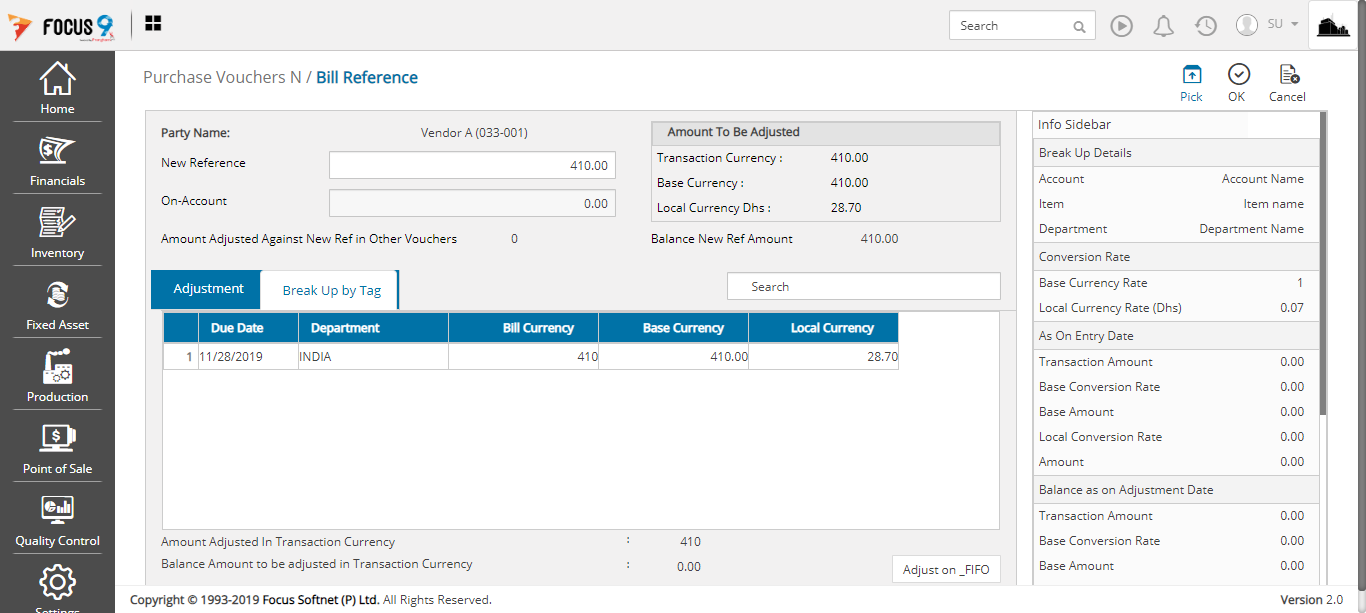 FOCUS 9
Search
SU
Home
Financials
Inventory
Fixed Asset
Production
Point of Sale
Quality Control
Settings
Purchase Vouchers N / Bill Reference
Pick
OK
Cancel
Party Name: Vendor A (033-001)
New Reference 410.00
On-Account 0.00
Amount To Be Adjusted
Transaction Currency : 410.00
Base Currency : 410.00
Local Currency Dhs : 28.70
Amount Adjusted Against New Ref in Other Vouchers 0
Balance New Ref Amount 410.00
Adjustment
Break Up by Tag
Search
Due Date Department Bill Currency Base Currency Local Currency
1 11/28/2019 INDIA 410 410.00 28.70
Amount Adjusted In Transaction Currency : 410
Balance Amount to be adjusted in Transaction Currency : 0.00
Adjust on _FIFO
Info Sidebar
Break Up Details
Account Account Name
Item Item name
Department Department Name
Conversion Rate
Base Currency Rate 1
Local Currency Rate (Dhs) 0.07
As On Entry Date
Transaction Amount 0.00
Base Conversion Rate 0.00
Base Amount 0.00
Local Conversion Rate 0.00
Amount 0.00
Balance as on Adjustment Date
Transaction Amount 0.00
Base Conversion Rate 0.00
Base Amount 0.00
Copyright © 1993-2019 Focus Softnet (P) Ltd. All Rights Reserved.
Version 2.0